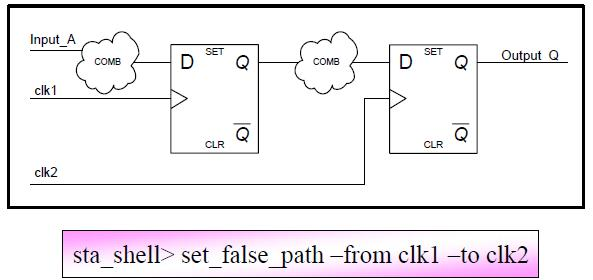 Input_A
COMB
D
SET
Q
CLR
Q
COMB
D
SET
Q
CLR
Q
Output_Q
clk1
clk2
sta_shell> set_false_path –from clk1 –to clk2